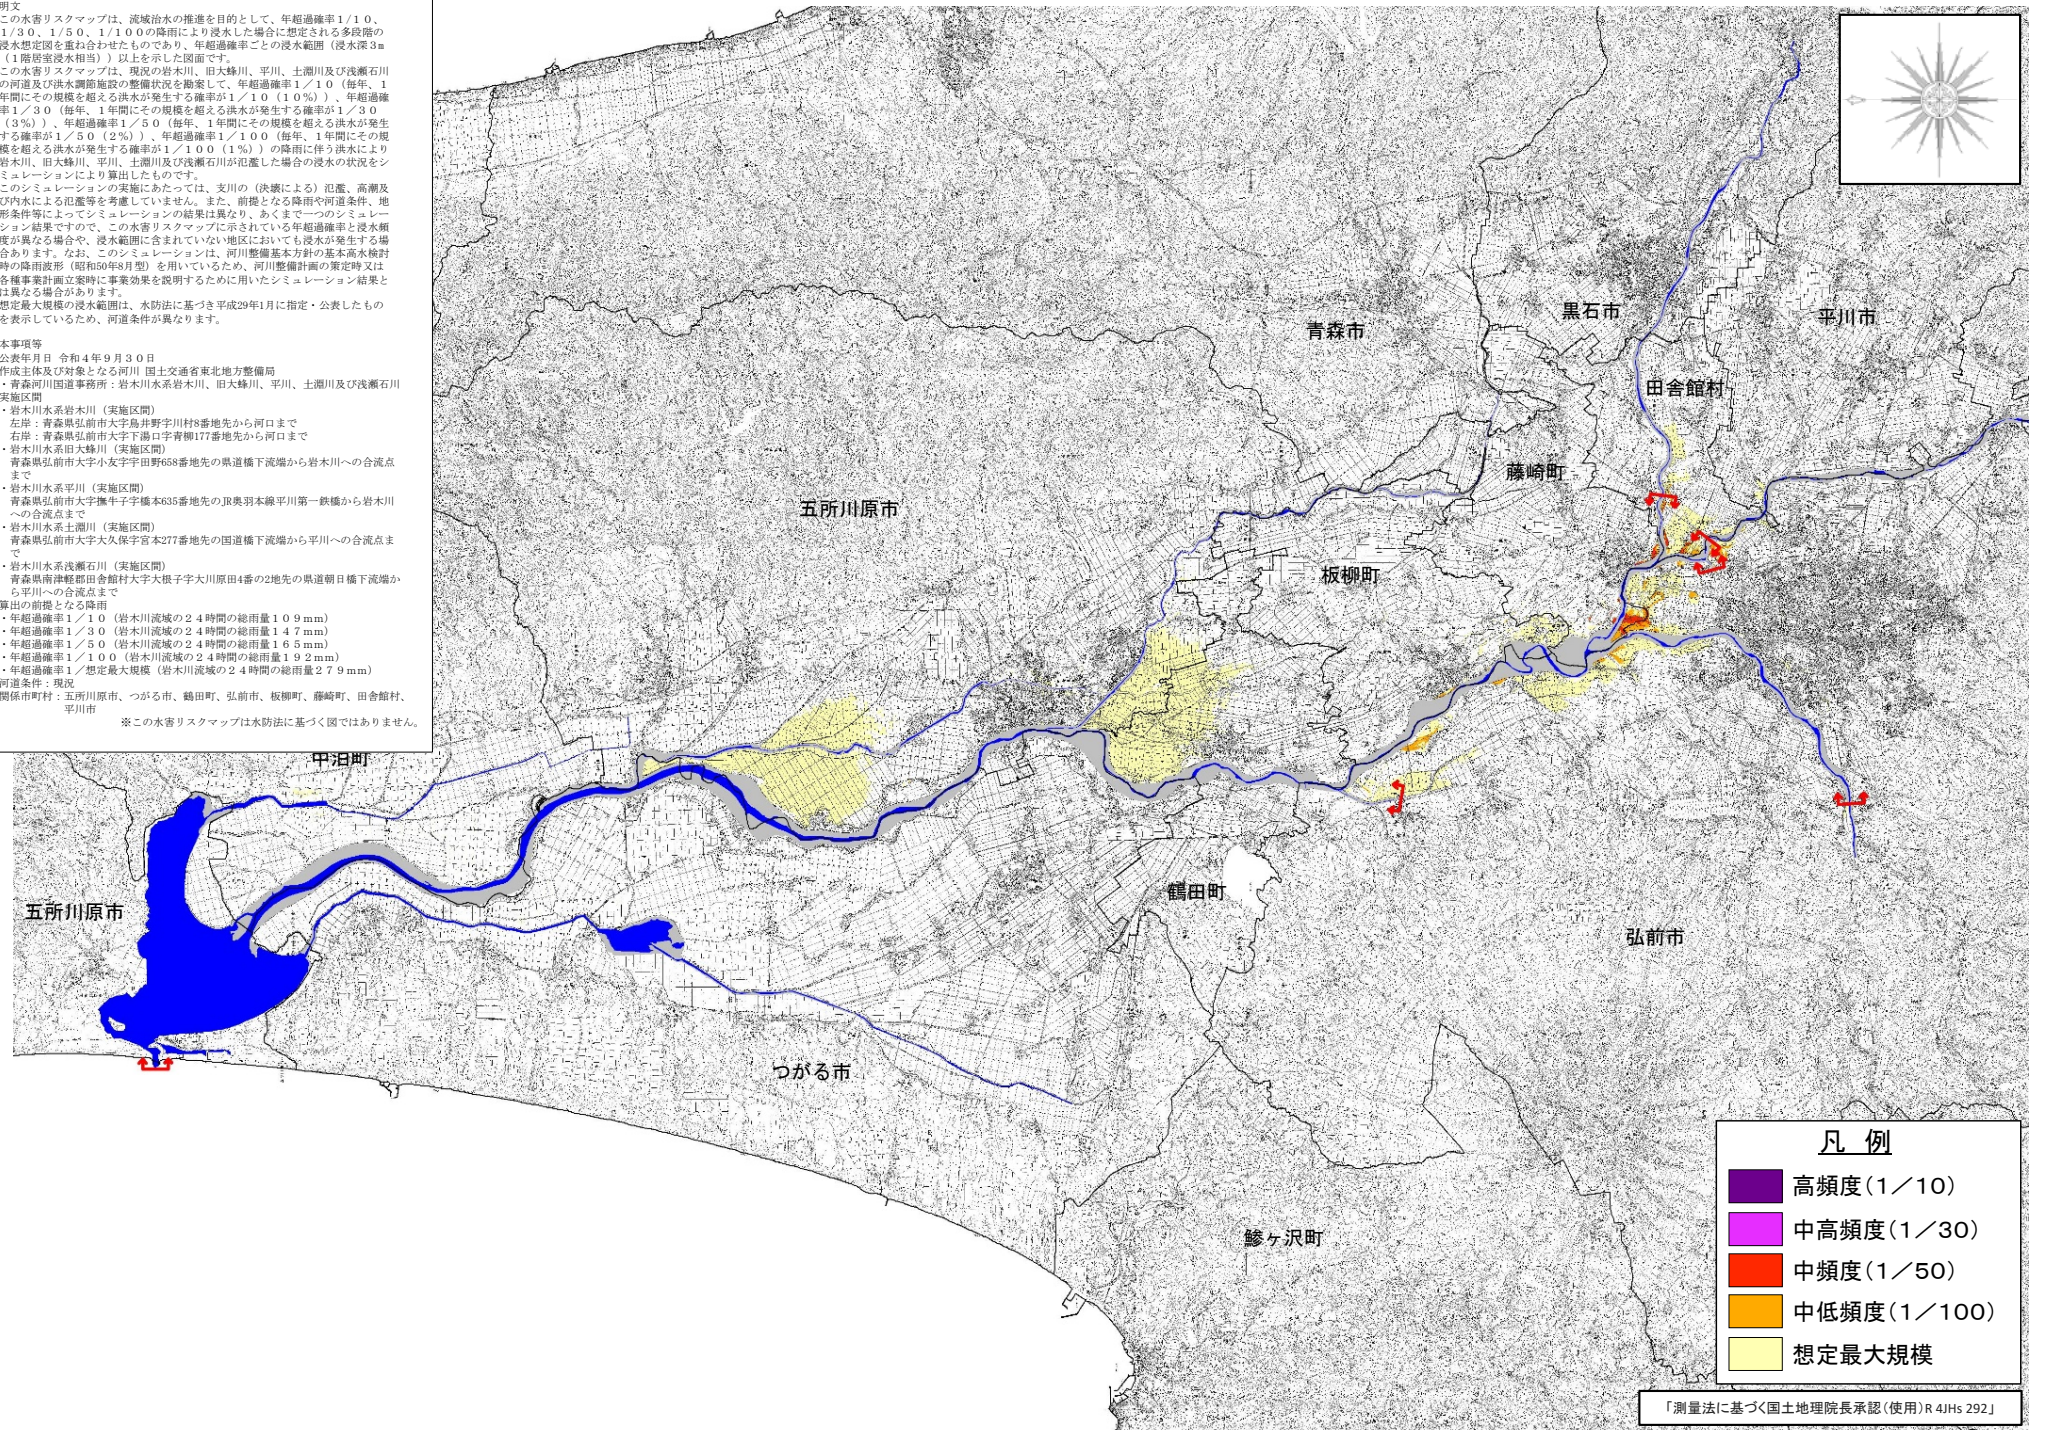 明文
この水害リスクマップは、流域治水の推進を目的として、年超過確率1/10、
1/30、1/50、1/100の降雨により浸水した場合に想定される多段階の
浸水想定図を重ね合わせたものであり、年超過確率ごとの浸水範囲（浸水深3m
（1階居室浸水相当））以上を示した図面です。
この水害リスクマップは、現況の岩木川、旧大蜂川、平川、土淵川及び浅瀬石川
の河道及び洪水調節施設の整備状況を勘案して、年超過確率1／10（毎年、1
年間にその規模を超える洪水が発生する確率が1／10（10%））、年超過確
率1／30（毎年、1年間にその規模を超える洪水が発生する確率が1／30
（3%））、年超過確率1／50（毎年、1年間にその規模を超える洪水が発生
する確率が1／50（2%））、年超過確率1／100（毎年、1年間にその規
模を超える洪水が発生する確率が1／100（1%））の降雨に伴う洪水により
岩木川、旧大蜂川、平川、土淵川及び浅瀬石川が氾濫した場合の浸水の状況をシ
ミュレーションにより算出したものです。
このシミュレーションの実施にあたっては、支川の（決壊による）氾濫、高潮及
び内水による氾濫等を考慮していません。また、前提となる降雨や河道条件、地
形条件等によってシミュレーションの結果は異なり、あくまで一つのシミュレー
ション結果ですので、この水害リスクマップに示されている年超過確率と浸水頻
度が異なる場合や、浸水範囲に含まれていない地区においても浸水が発生する場
合あります。なお、このシミュレーションは、河川整備基本方針の基本高水検討
時の降雨波形（昭和50年8月型）を用いているため、河川整備計画の策定時又は
各種事業計画立案時に事業効果を説明するために用いたシミュレーション結果と
は異なる場合があります。
想定最大規模の浸水範囲は、水防法に基づき平成29年1月に指定・公表したもの
を表示しているため、河道条件が異なります。
本事項等
公表年月日 令和4年9月30日
作成主体及び対象となる河川 国土交通省東北地方整備局
・青森河川国道事務所：岩木川水系岩木川、旧大蜂川、平川、土淵川及び浅瀬石川
実施区間
・岩木川水系岩木川（実施区間）
左岸：青森県弘前市大字鳥井野字川村8番地先から河口まで
右岸：青森県弘前市大字下湯口字青柳177番地先から河口まで
・岩木川水系旧大蜂川（実施区間）
青森県弘前市大字小友字宇田野658番地先の県道橋下流端から岩木川への合流点
まで
・岩木川水系平川（実施区間）
青森県弘前市大字撫牛子字橋本635番地先のJR奥羽本線平川第一鉄橋から岩木川
への合流点まで
・岩木川水系土淵川（実施区間）
青森県弘前市大字大久保字宮本277番地先の国道橋下流端から平川への合流点ま
で
・岩木川水系浅瀬石川（実施区間）
青森県南津軽郡田舎館村大字大根子字大川原田4番の2地先の県道朝日橋下流端か
ら平川への合流点まで
算出の前提となる降雨
・年超過確率1／10（岩木川流域の24時間の総雨量109mm）
・年超過確率1／30（岩木川流域の24時間の総雨量147mm）
・年超過確率1／50（岩木川流域の24時間の総雨量165mm）
・年超過確率1／100（岩木川流域の24時間の総雨量192mm）
・年超過確率1／想定最大規模（岩木川流域の24時間の総雨量279mm）
河道条件：現況
関係市町村：五所川原市、つがる市、鶴田町、弘前市、板柳町、藤崎町、田舎館村、
平川市
※この水害リスクマップは水防法に基づく図ではありません。
黒石市
平川市
青森市
田舎館村
藤崎町
五所川原市
板柳町
中泊町
鶴田町
五所川原市
弘前市
つがる市
鰺ヶ沢町
凡 例
高頻度(1／10)
中高頻度(1／30)
中頻度(1／50)
中低頻度(1／100)
想定最大規模
「測量法に基づく国土地理院長承認(使用)R 4JHs 292」